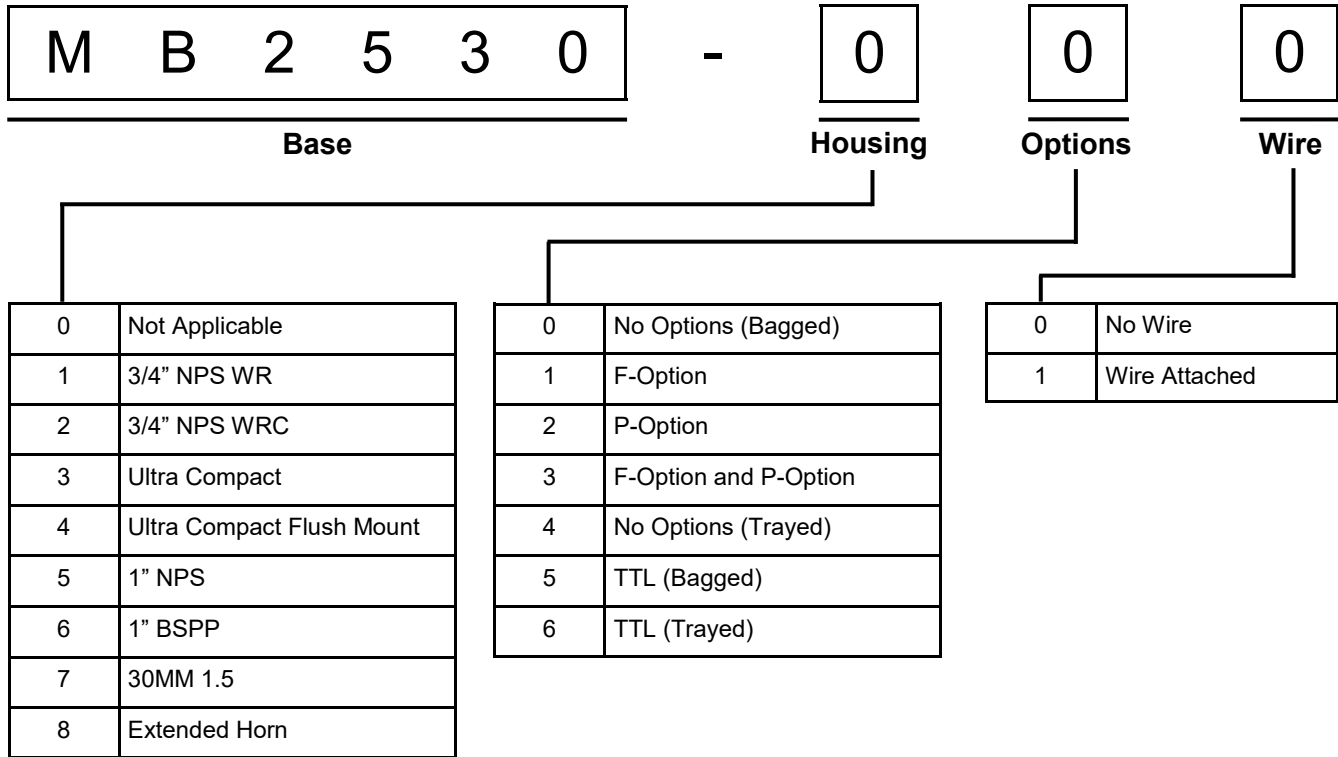 M B 2 5 3 0 - 0 0 0
Base Housing Options Wire
0 Not Applicable
1 3/4” NPS WR
2 3/4” NPS WRC
3 Ultra Compact
4 Ultra Compact Flush Mount
5 1” NPS
6 1” BSPP
7 30MM 1.5
8 Extended Horn
0 No Options (Bagged)
1 F-Option
2 P-Option
3 F-Option and P-Option
4 No Options (Trayed)
5 TTL (Bagged)
6 TTL (Trayed)
0 No Wire
1 Wire Attached